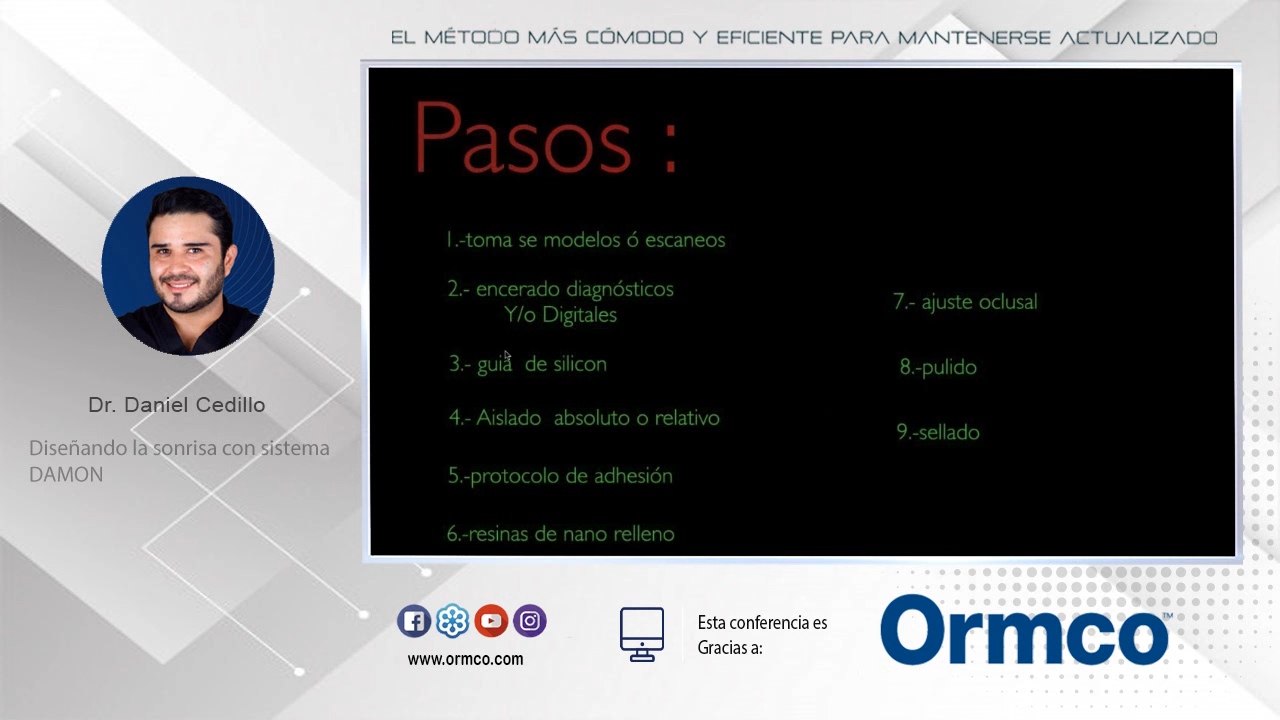 EL MÉTODO MÁS CÓMODO Y EFICIENTE PARA MANTENERSE ACTUALIZADO
Pasos :
1.-toma se modelos ó escaneos
2.- encerado diagnósticos
Y/o Digitales
3.- guia de silicon
4.- Aislado absoluto o relativo
5.-protocolo de adhesión
6.-resinas de nano relleno
7.- ajuste oclusal
8.-pulido
9.-sellado
Dr. Daniel Cedillo
Diseñando la sonrisa con sistema
DAMON
www.ormco.com
Esta conferencia es
Gracias a:
Ormco™